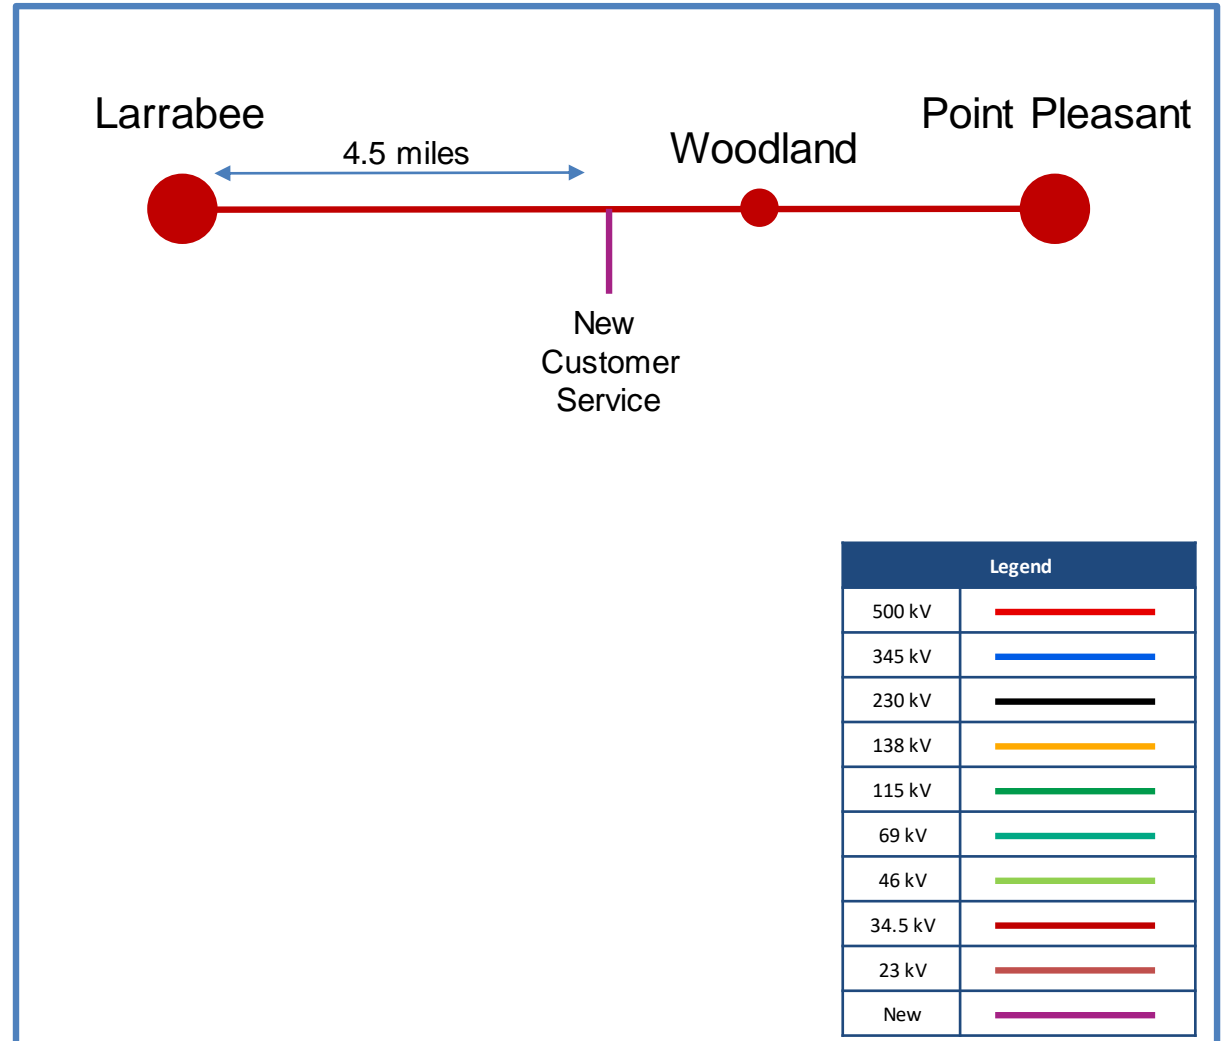 Larrabee
Point Pleasant
4.5 miles
Woodland
New
Customer
Service
Legend
500 kV
345 kV
230 kV
138 kV
115 kV
69 kV
46 kV
34.5 kV
23 kV
New